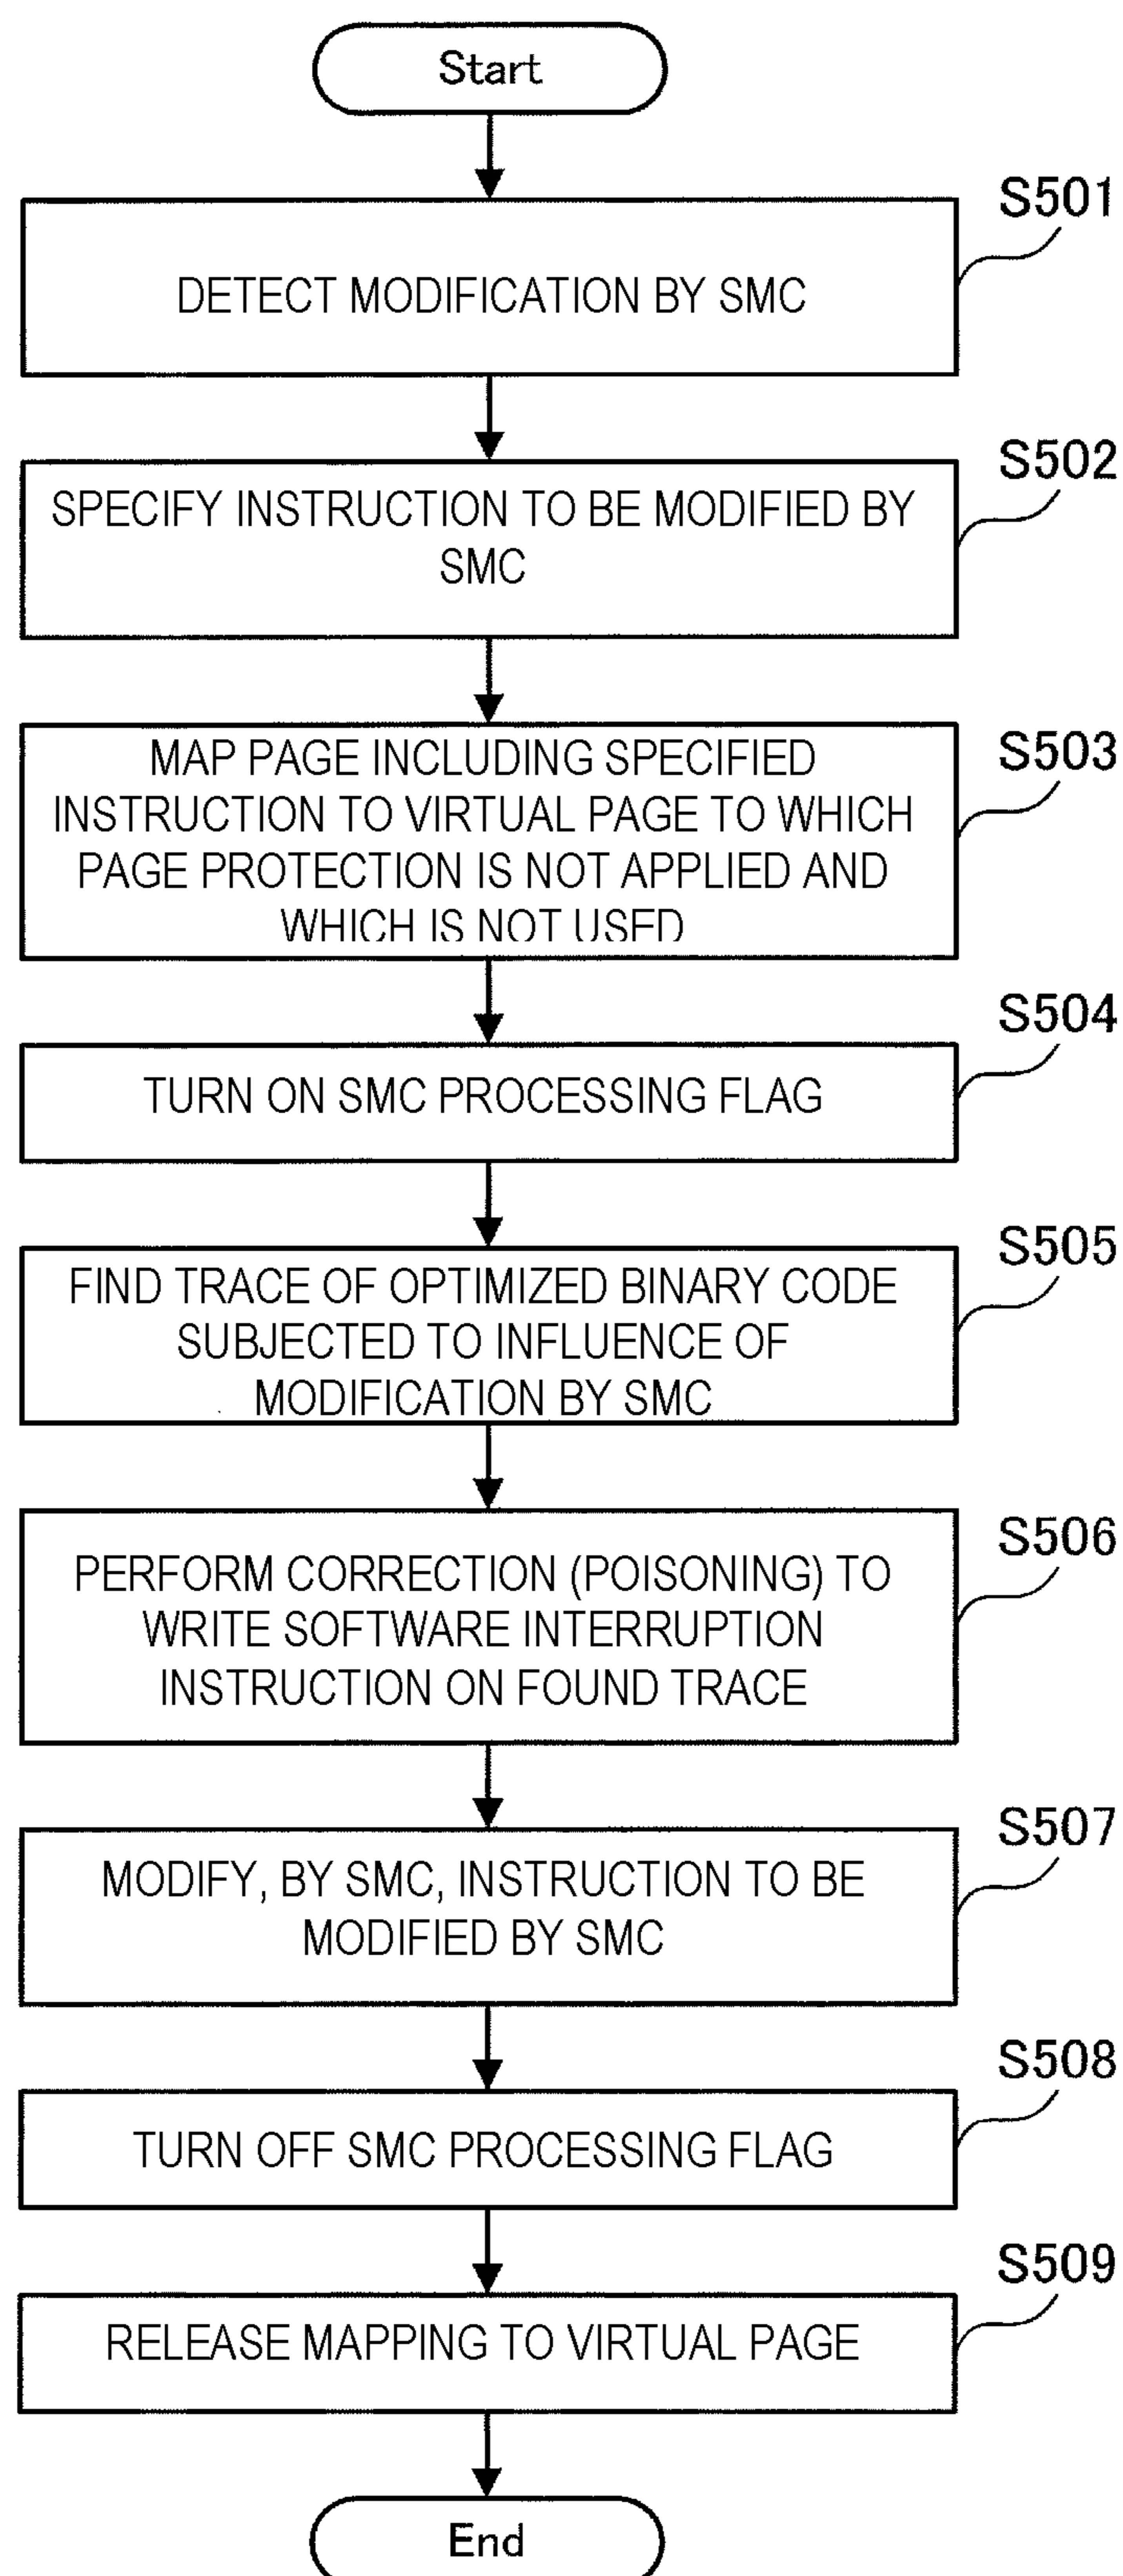 Start
S501
DETECT MODIFICATION BY SMC
S502
SPECIFY INSTRUCTION TO BE MODIFIED BY
SMC
S503
MAP PAGE INCLUDING SPECIFIED
INSTRUCTION TO VIRTUAL PAGE TO WHICH
PAGE PROTECTION IS NOT APPLIED AND
WHICH IS NOT USED
S504
TURN ON SMC PROCESSING FLAG
S505
FIND TRACE OF OPTIMIZED BINARY CODE
SUBJECTED TO INFLUENCE OF
MODIFICATION BY SMC
S506
PERFORM CORRECTION (POISONING) TO
WRITE SOFTWARE INTERRUPTION
INSTRUCTION ON FOUND TRACE
S507
MODIFY, BY SMC, INSTRUCTION TO BE
MODIFIED BY SMC
S508
TURN OFF SMC PROCESSING FLAG
S509
RELEASE MAPPING TO VIRTUAL PAGE
End